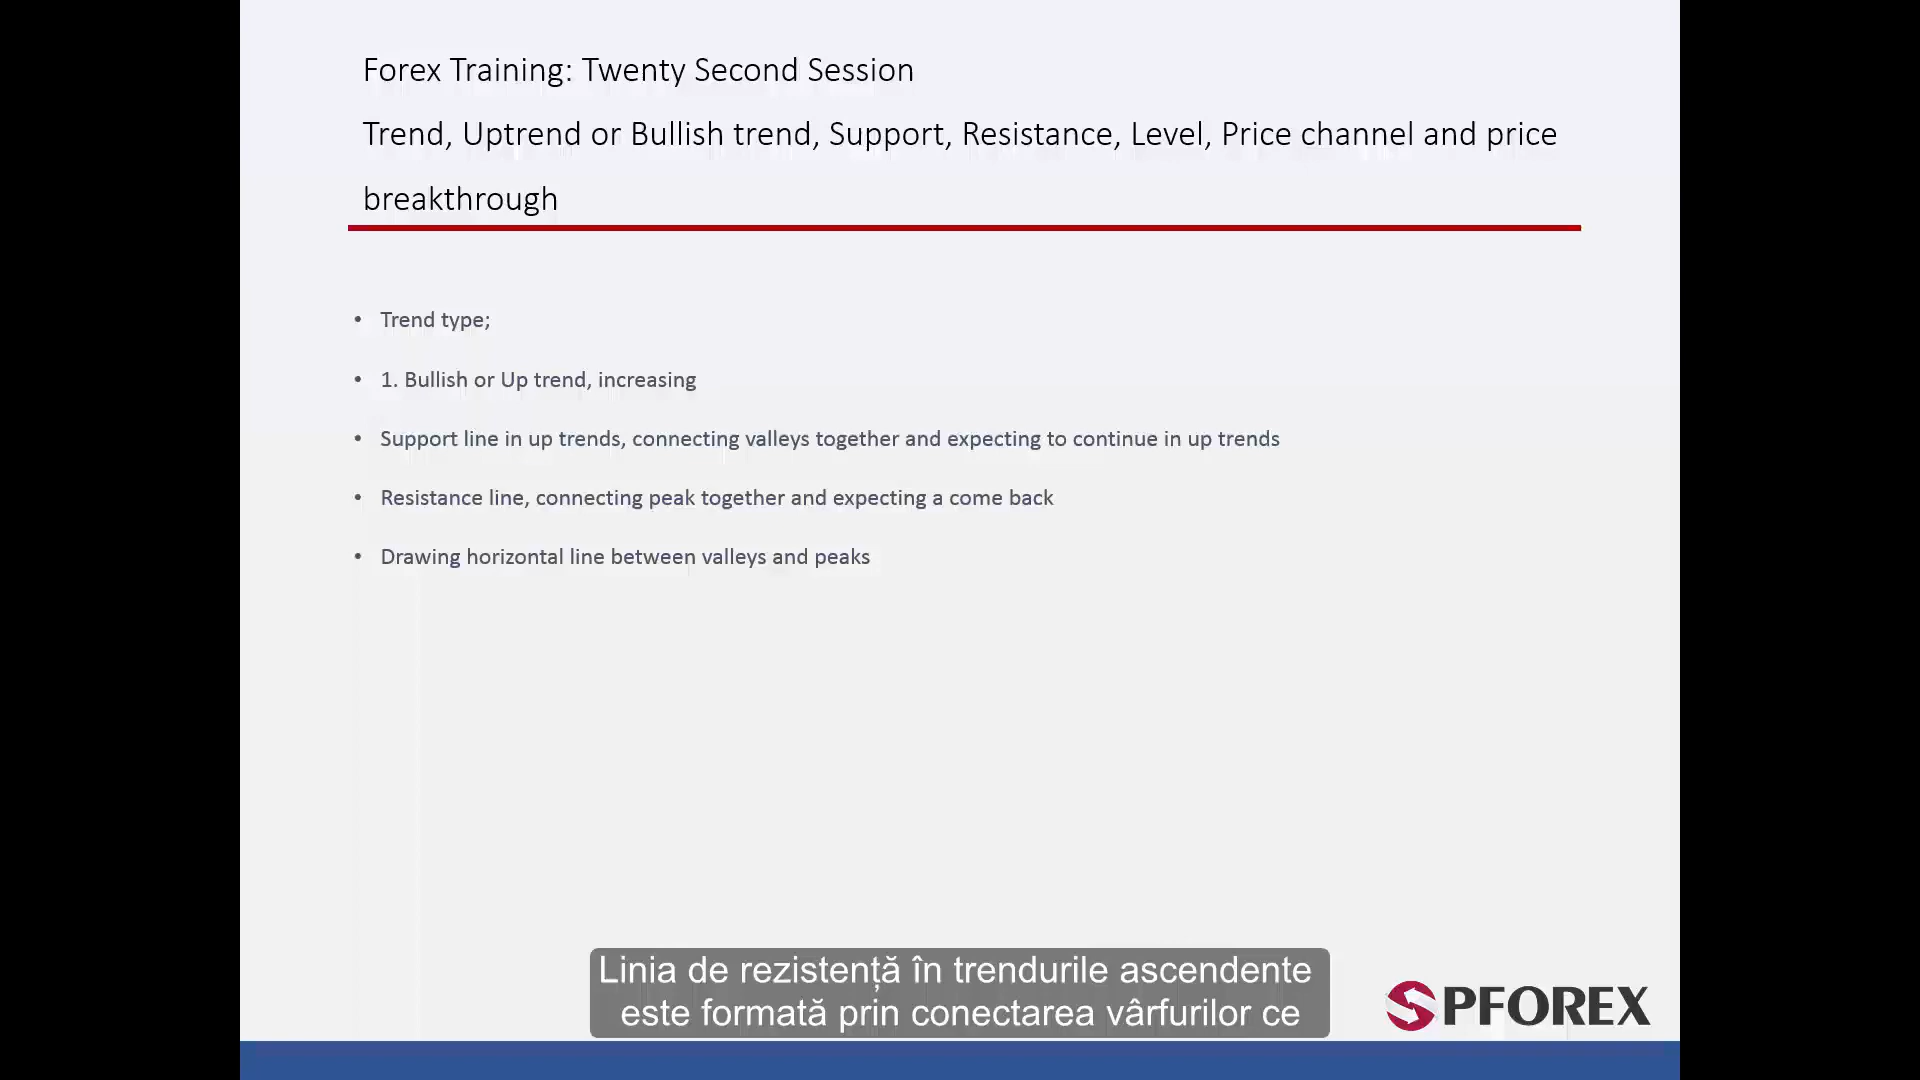 Forex Training: Twenty Second Session
Trend, Uptrend or Bullish trend, Support, Resistance, Level, Price channel and price
breakthrough
• Trend type;
• 1. Bullish or Up trend, increasing
• Support line in up trends, connecting valleys together and expecting to continue in up trends
• Resistance line, connecting peak together and expecting a come back
• Drawing horizontal line between valleys and peaks
Linia de rezistență în trendurile ascendente
este formată prin conectarea vârfurilor ce
PFOREX